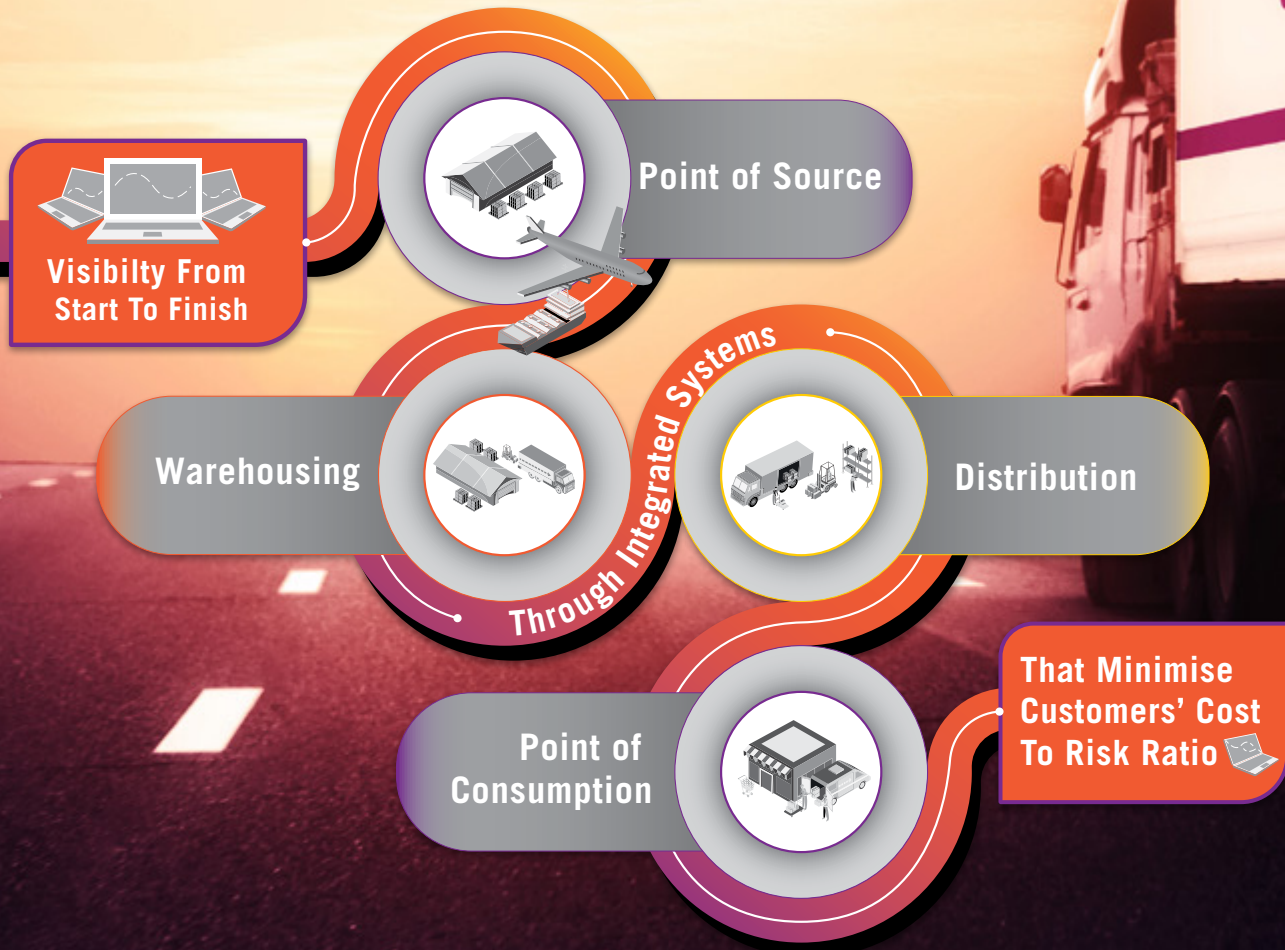 Visibilty From
Start To Finish
Point of Source
Warehousing
Through Integrated Systems
Distribution
Point of
Consumption
That Minimise
Customers’ Cost
To Risk Ratio